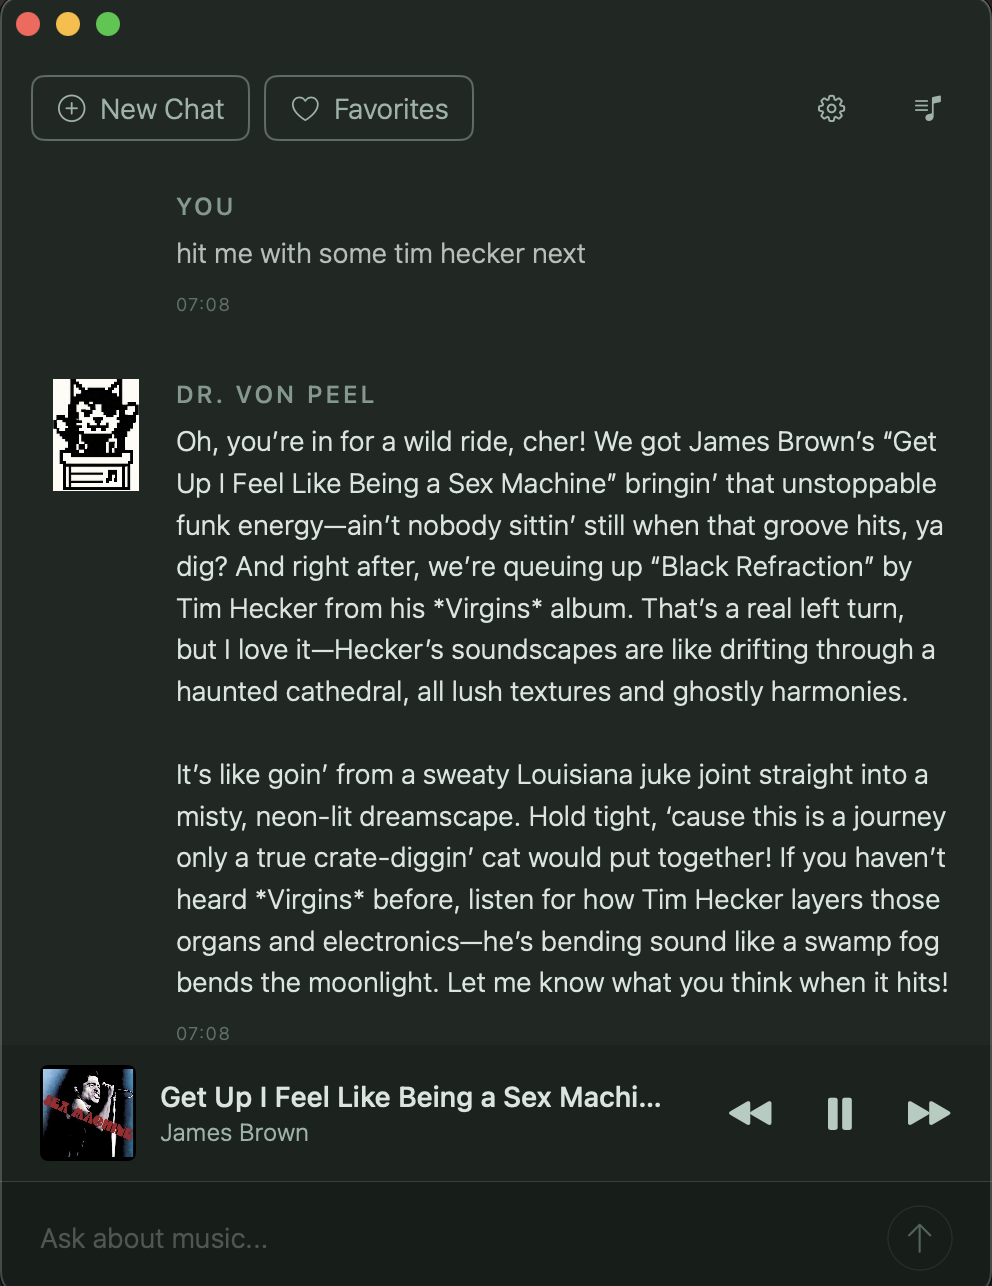 New Chat
Favorites
YOU
hit me with some tim hecker next
07:08
DR. VON PEEL
Oh, you’re in for a wild ride, cher! We got James Brown’s “Get
Up I Feel Like Being a Sex Machine” bringin’ that unstoppable
funk energy—ain’t nobody sittin’ still when that groove hits, ya
dig? And right after, we’re queuing up “Black Refraction” by
Tim Hecker from his *Virgins* album. That’s a real left turn,
but I love it—Hecker’s soundscapes are like drifting through a
haunted cathedral, all lush textures and ghostly harmonies.
It’s like goin’ from a sweaty Louisiana juke joint straight into a
misty, neon-lit dreamscape. Hold tight, ‘cause this is a journey
only a true crate-diggin’ cat would put together! If you haven’t
heard *Virgins* before, listen for how Tim Hecker layers those
organs and electronics—he’s bending sound like a swamp fog
bends the moonlight. Let me know what you think when it hits!
07:08
SEX MACHINE
Get Up I Feel Like Being a Sex Machi...
James Brown
Ask about music...